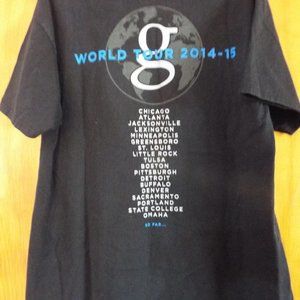 g
WORLD TOUR 2014-15
CHICAGO
ATLANTA
JACKSONVILLE
LEXINGTON
MINNEAPOLIS
GREENSBORO
ST. LOUIS
LITTLE ROCK
TULSA
BOSTON
PITTSBURGH
DETROIT
BUFFALO
DENVER
SACRAMENTO
PORTLAND
STATE COLLEGE
OMAHA
SO FAR...